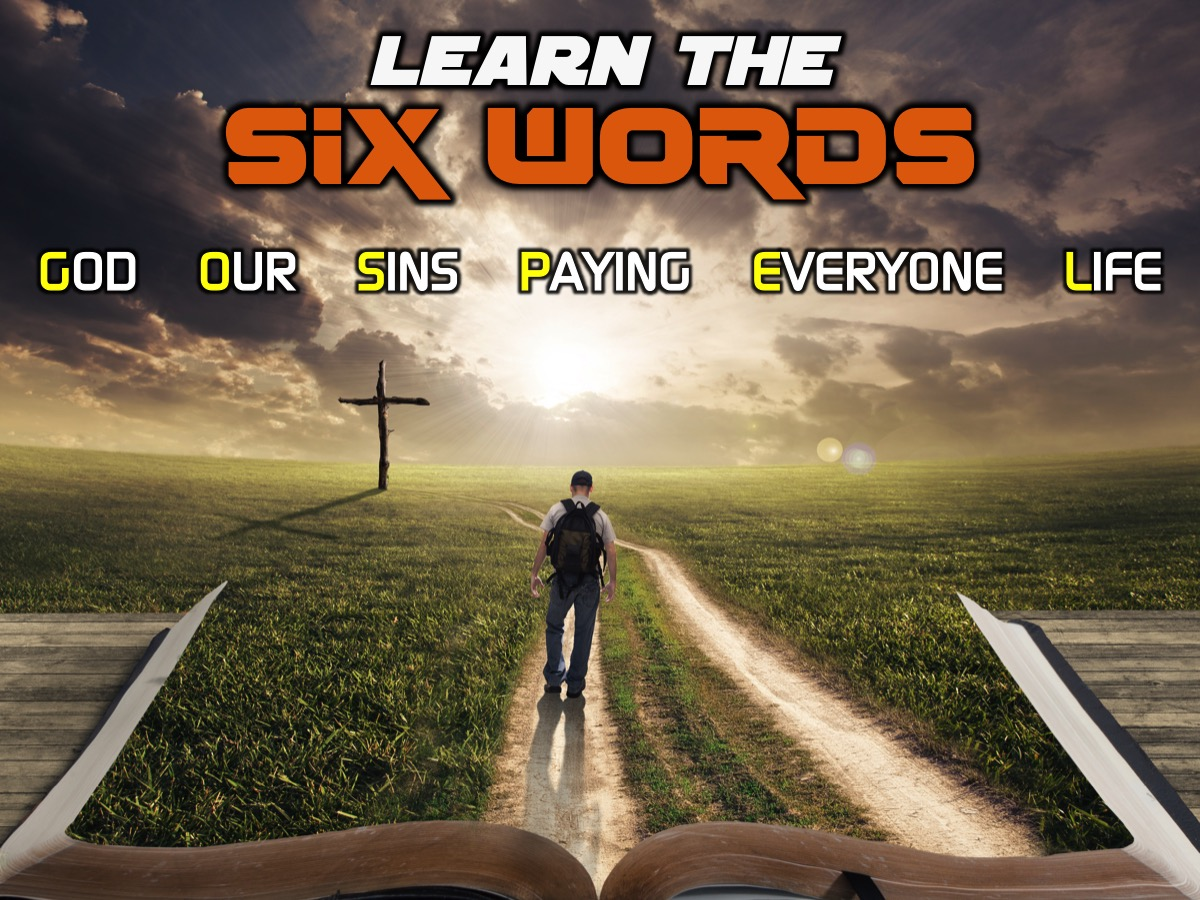 LEARN THE
SIX WORDS
GOD OUR SINS PAYING EVERYONE LIFE